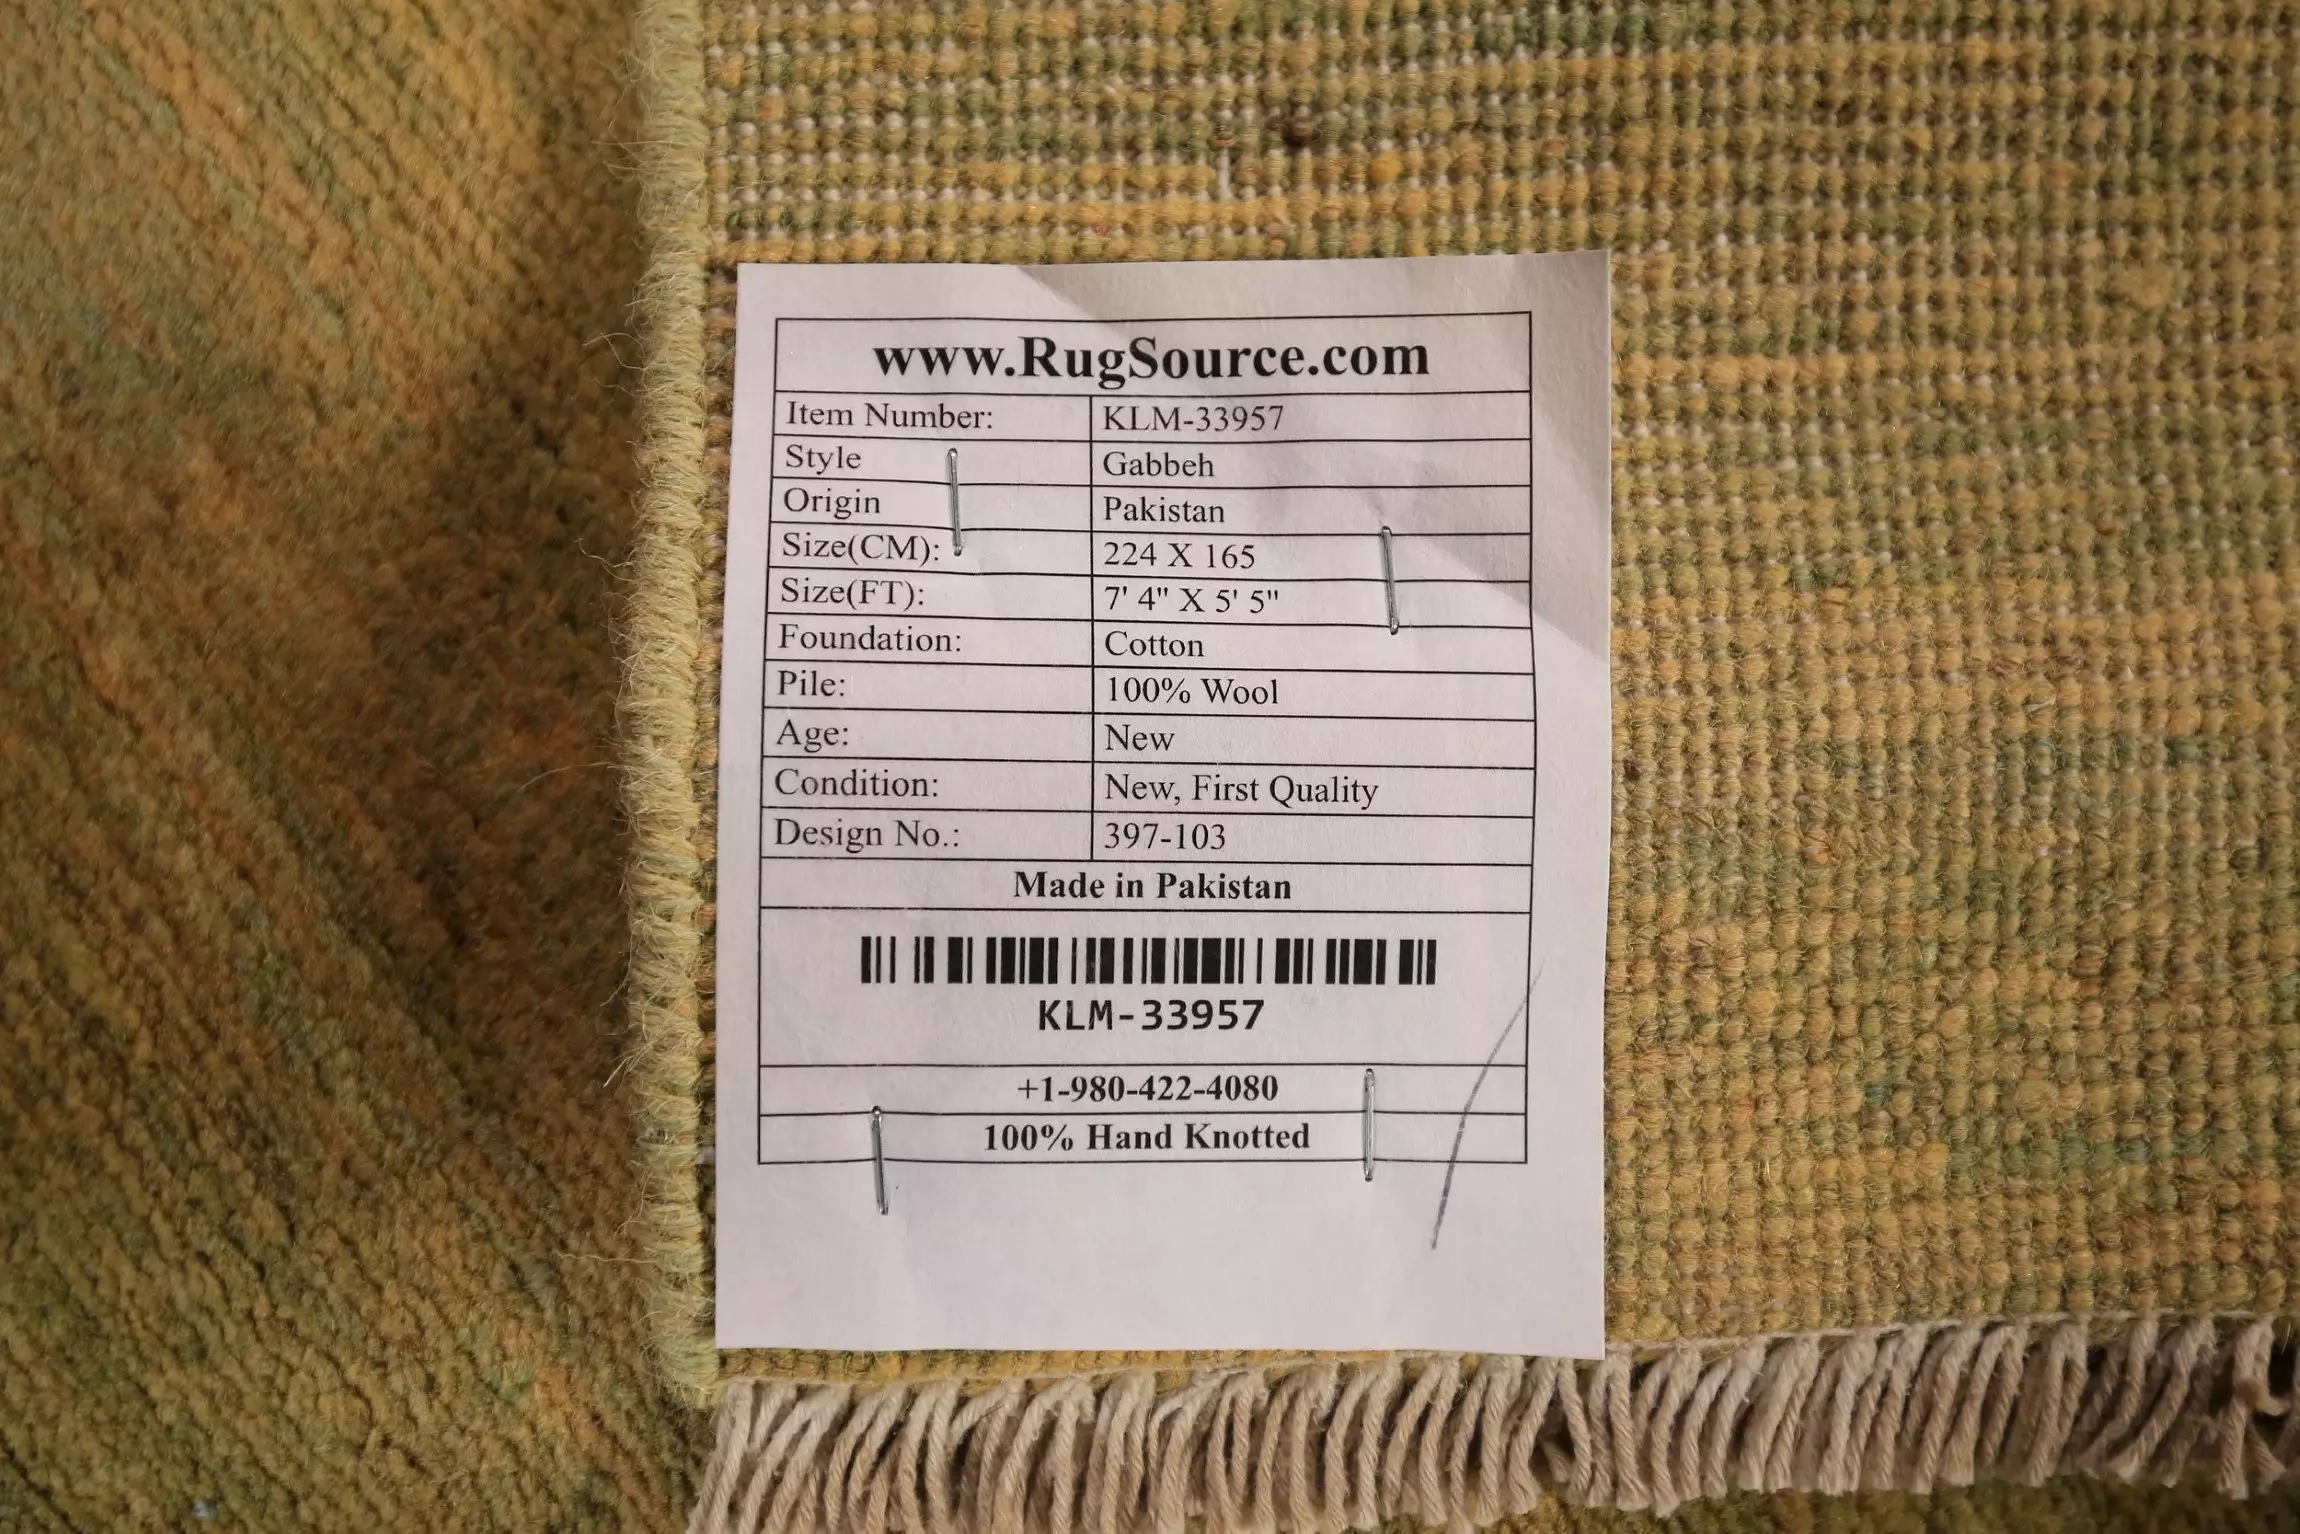 www.RugSource.com
Item Number: KLM-33957
Style Gabbeh
Origin Pakistan
Size(CM): 224 X 165
Size(FT): 7' 4" X 5' 5"
Foundation: Cotton
Pile: 100% Wool
Age: New
Condition: New, First Quality
Design No.: 397-103
Made in Pakistan
KLM-33957
+1-980-422-4080
100% Hand Knotted